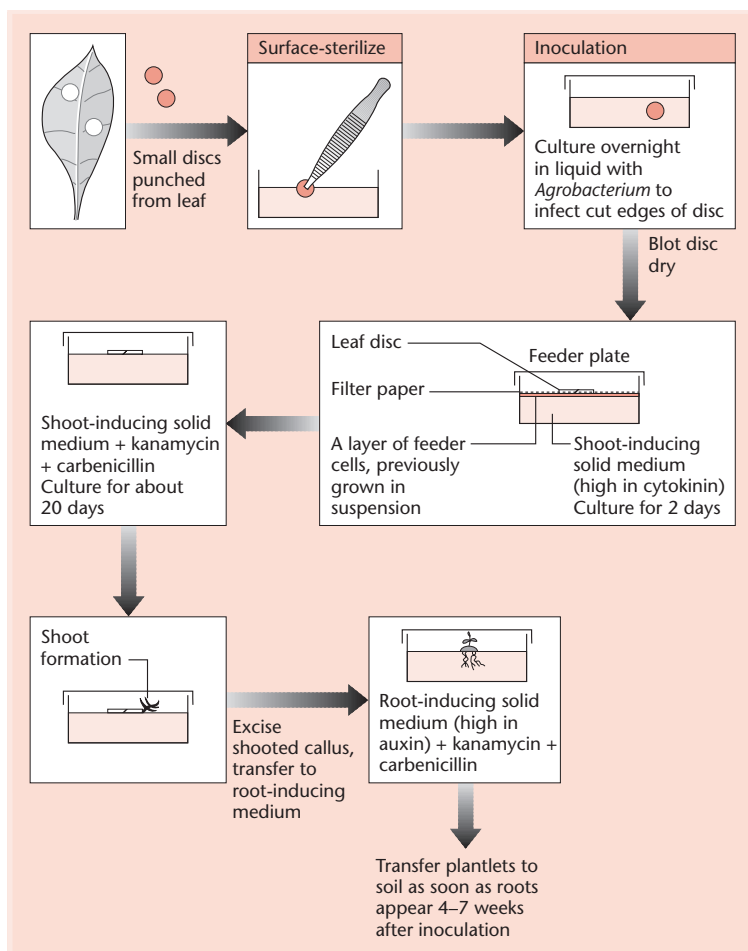 Surface-sterilize
Inoculation
Small discs
punched
from leaf
Culture overnight
in liquid with
Agrobacterium to
infect cut edges of disc
Blot disc
dry
Leaf disc
Feeder plate
Filter paper
A layer of feeder
cells, previously
grown in
suspension
Shoot-inducing
solid medium
(high in cytokinin)
Culture for 2 days
Shoot-inducing solid
medium + kanamycin
+ carbenicillin
Culture for about
20 days
Shoot
formation
Excise
shooted callus,
transfer to
root-inducing
medium
Root-inducing solid
medium (high in
auxin) + kanamycin +
carbenicillin
Transfer plantlets to
soil as soon as roots
appear 4–7 weeks
after inoculation